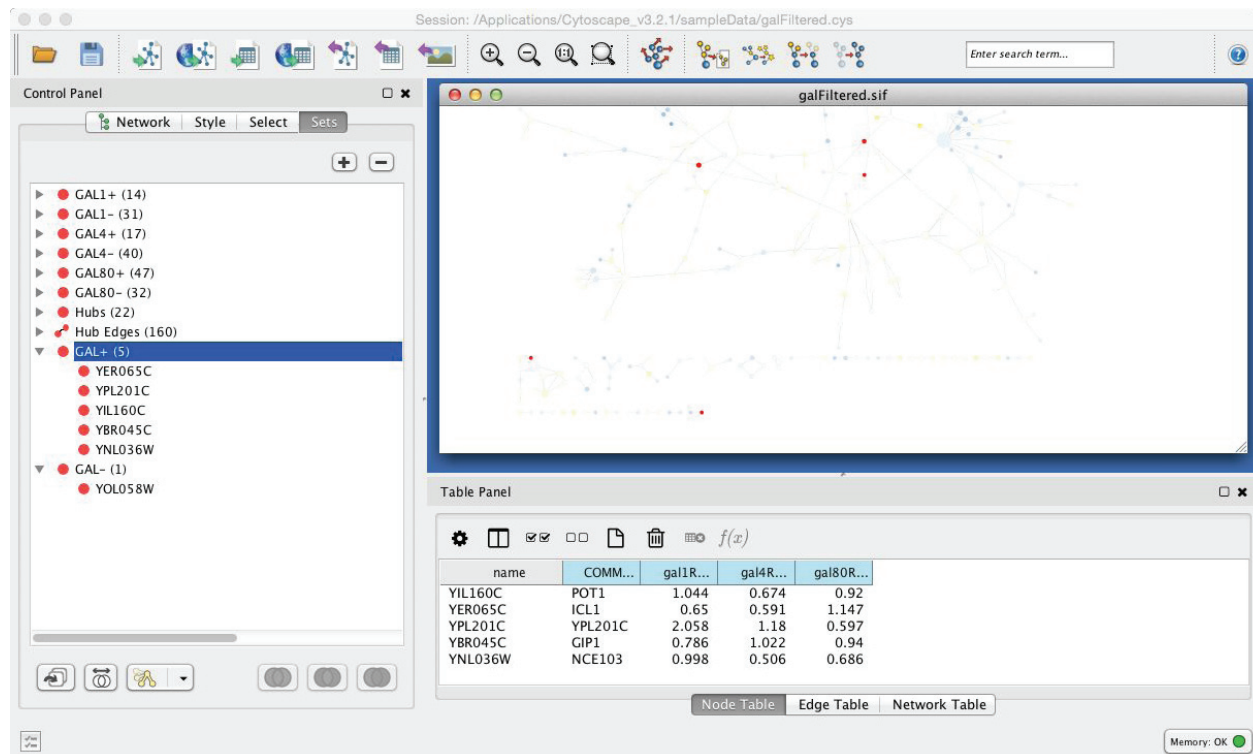 Session: /Applications/Cytoscape_v3.2.1/sampleData/galFiltered.cys
Enter search term...
Control Panel
Network Style Select Sets
GAL1+ (14)
GAL1- (31)
GAL4+ (17)
GAL4- (40)
GAL80+ (47)
GAL80- (32)
Hubs (22)
Hub Edges (160)
GAL+ (5)
YER065C
YPL201C
YIL160C
YBR045C
YNL036W
GAL- (1)
YOL058W
galFiltered.sif
Table Panel
f(x)
name COMM... gal1R... gal4R... gal80R...
YIL160C POT1 1.044 0.674 0.92
YER065C ICL1 0.65 0.591 1.147
YPL201C YPL201C 2.058 1.18 0.597
YBR045C GIP1 0.786 1.022 0.94
YNL036W NCE103 0.998 0.506 0.686
Node Table Edge Table Network Table
Memory: OK